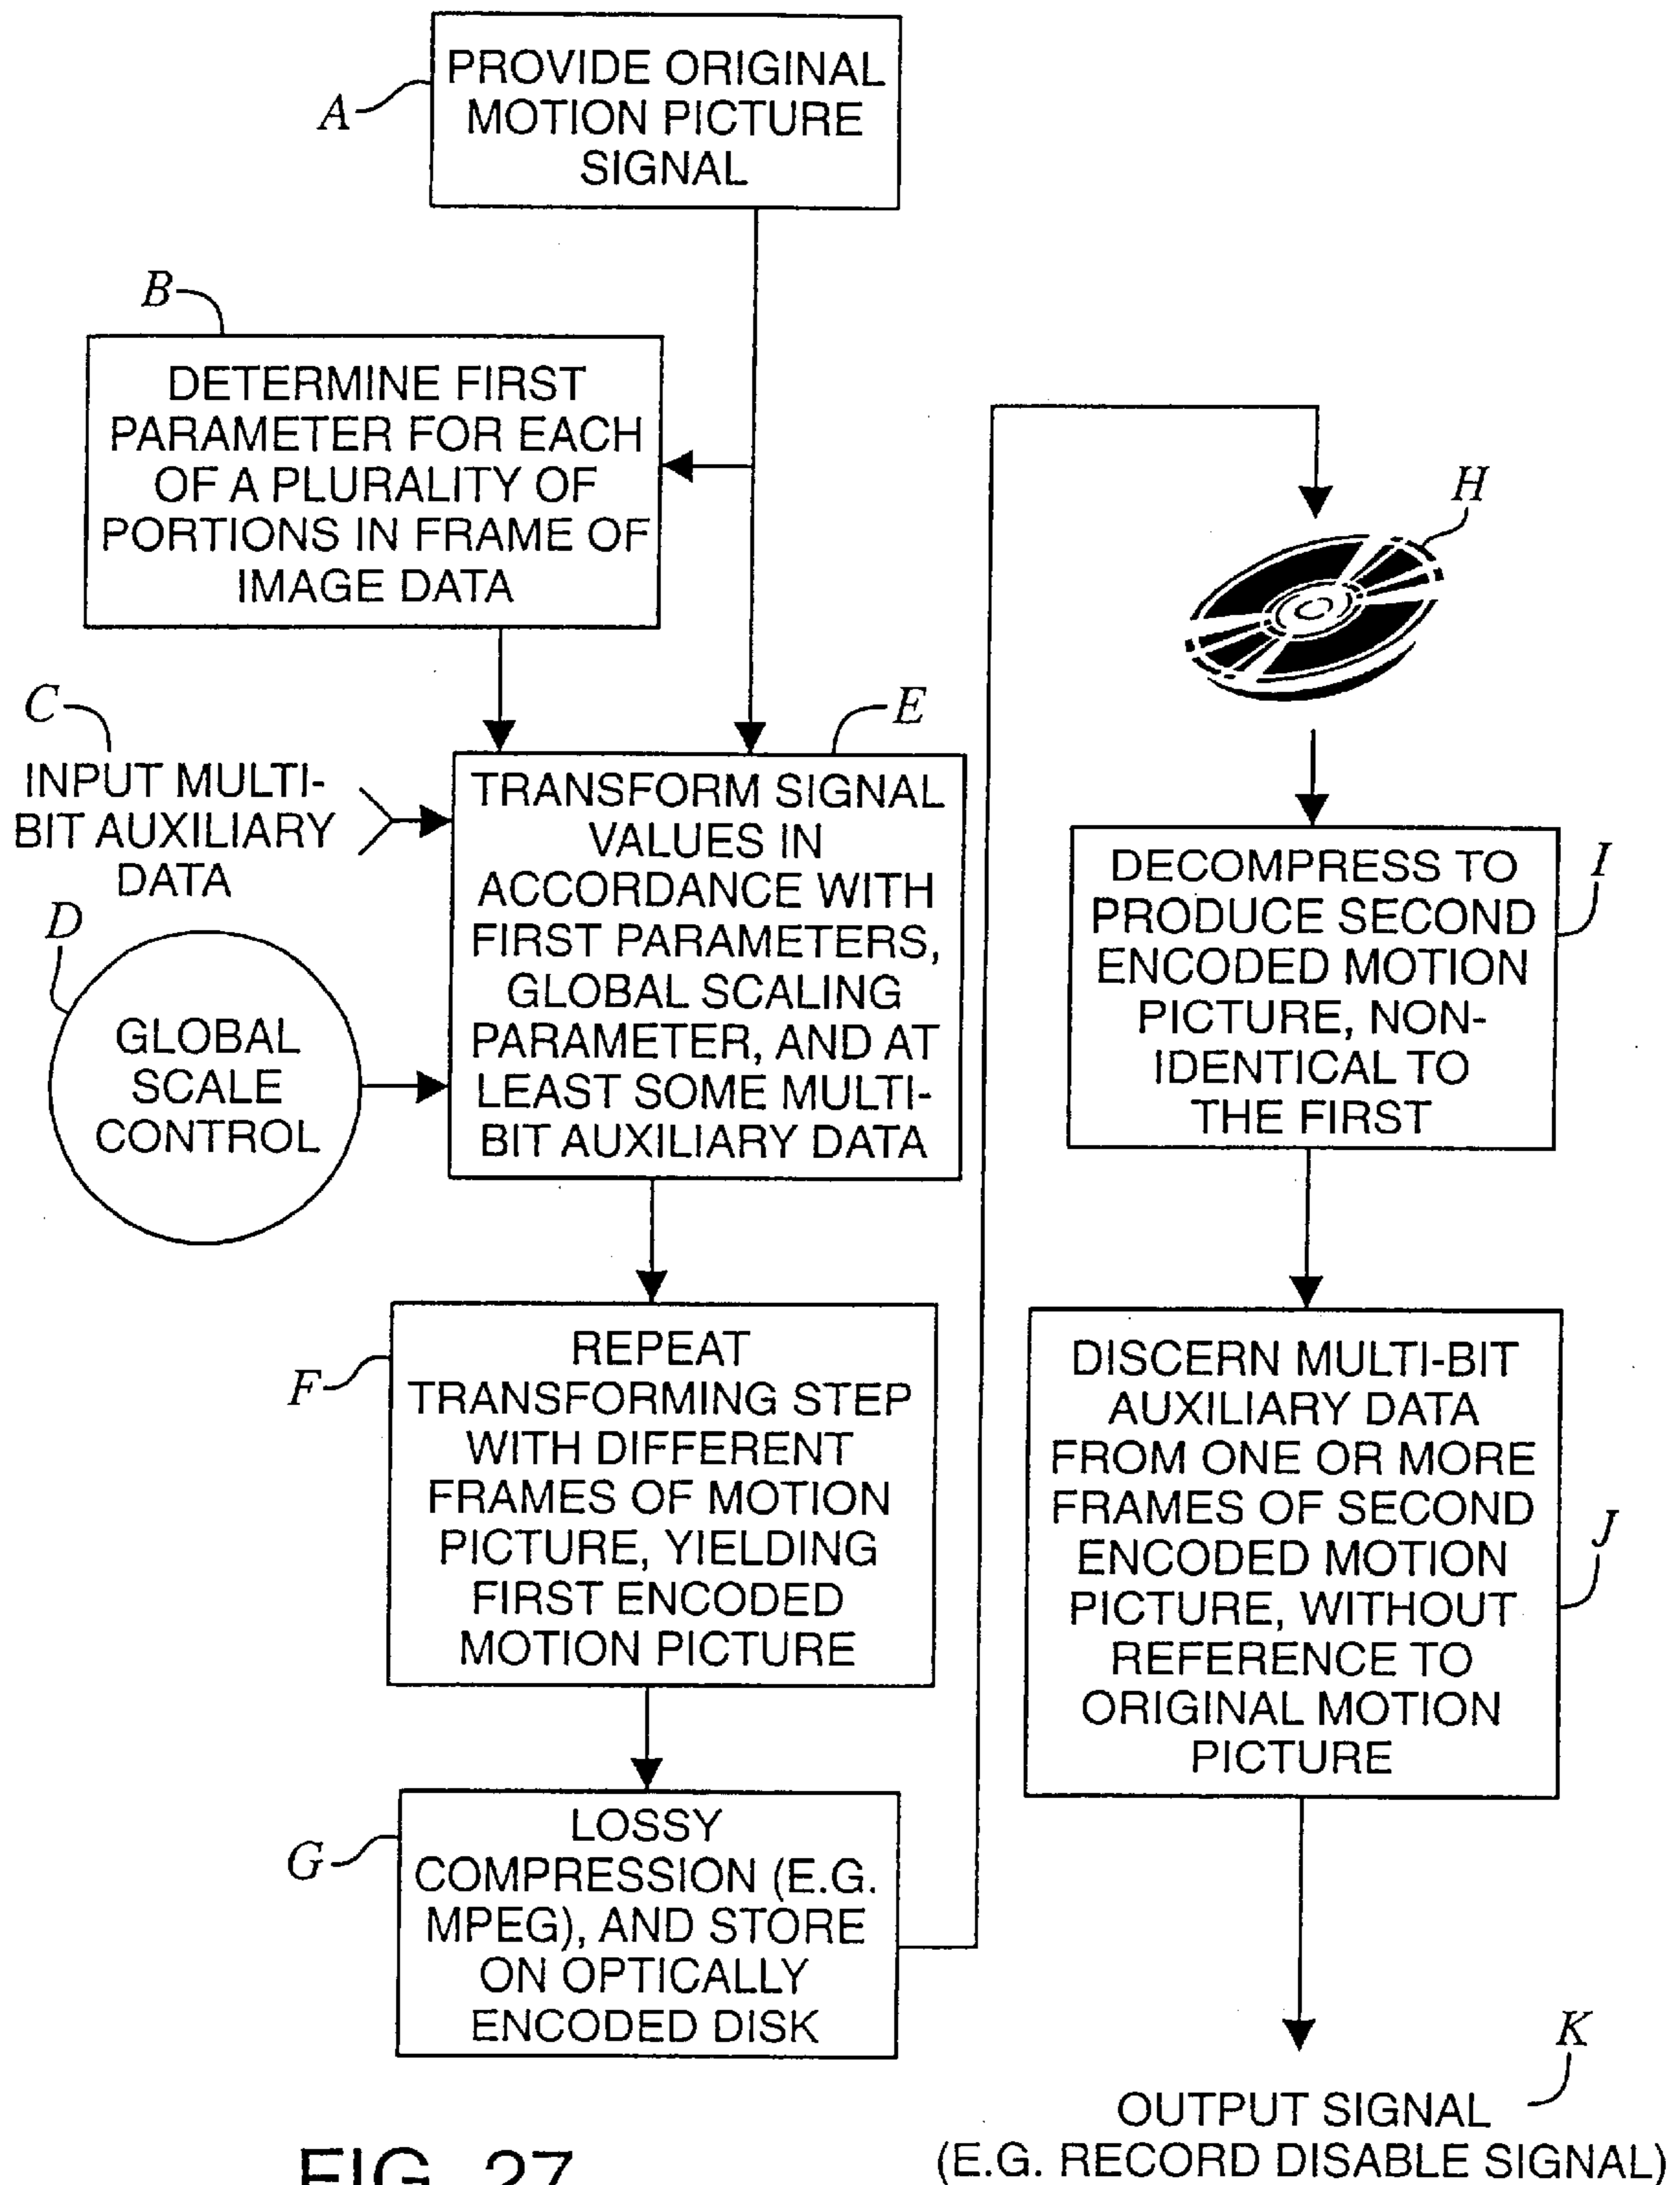 A
PROVIDE ORIGINAL
MOTION PICTURE
SIGNAL
B
DETERMINE FIRST
PARAMETER FOR EACH
OF A PLURALITY OF
PORTIONS IN FRAME OF
IMAGE DATA
C
INPUT MULTI-
BIT AUXILIARY
DATA
D
GLOBAL
SCALE
CONTROL
E
TRANSFORM SIGNAL
VALUES IN
ACCORDANCE WITH
FIRST PARAMETERS,
GLOBAL SCALING
PARAMETER, AND AT
LEAST SOME MULTI-
BIT AUXILIARY DATA
F
REPEAT
TRANSFORMING STEP
WITH DIFFERENT
FRAMES OF MOTION
PICTURE, YIELDING
FIRST ENCODED
MOTION PICTURE
G
LOSSY
COMPRESSION (E.G.
MPEG), AND STORE
ON OPTICALLY
ENCODED DISK
H
I
DECOMPRESS TO
PRODUCE SECOND
ENCODED MOTION
PICTURE, NON-
IDENTICAL TO
THE FIRST
J
DISCERN MULTI-BIT
AUXILIARY DATA
FROM ONE OR MORE
FRAMES OF SECOND
ENCODED MOTION
PICTURE, WITHOUT
REFERENCE TO
ORIGINAL MOTION
PICTURE
K
OUTPUT SIGNAL
(E.G. RECORD DISABLE SIGNAL)
FIG. 27